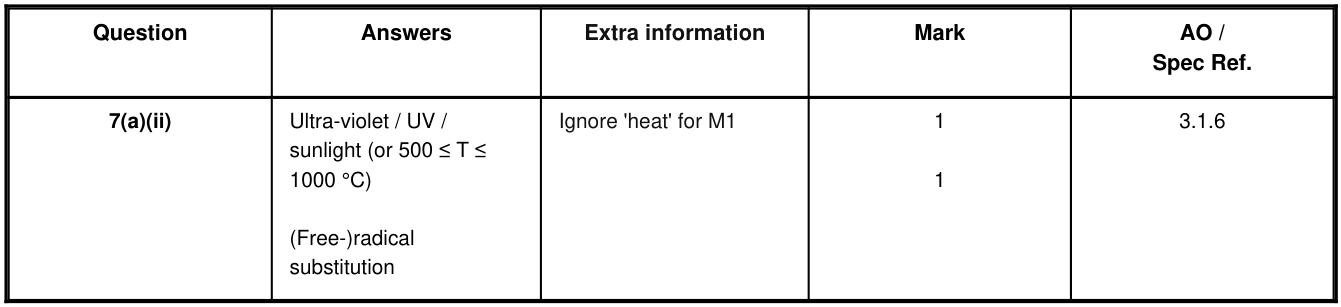 Question Answers Extra information Mark AO /
Spec Ref.
7(a)(ii) Ultra-violet / UV / Ignore 'heat' for M1 1 3.1.6
sunlight (or 500 ≤ T ≤
1000 °C) 1
(Free-)radical
substitution